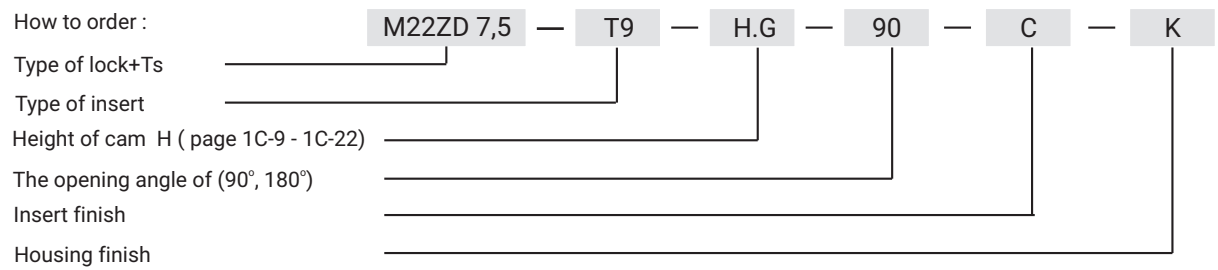 How to order :
M22ZD 7,5 — T9 — H.G — 90 — C — K
Type of lock+Ts
Type of insert
Height of cam H ( page 1C-9 - 1C-22)
The opening angle of (90°, 180°)
Insert finish
Housing finish